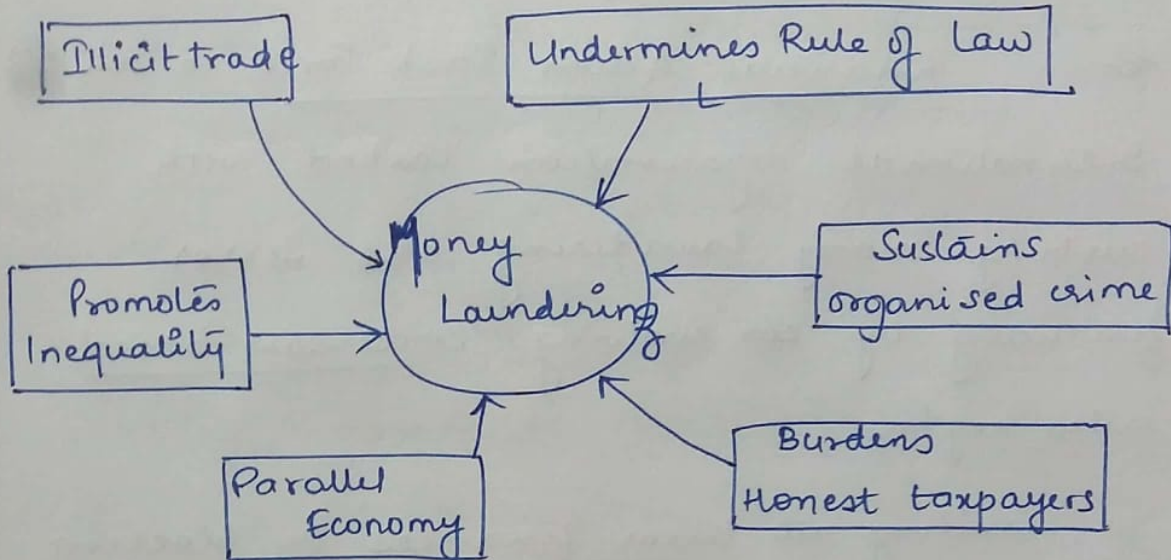 Illicit trade
Undermines Rule of Law
Money
Laundering
Sustains
organised crime
Promotes
Inequality
Burdens
Honest taxpayers
Parallel
Economy